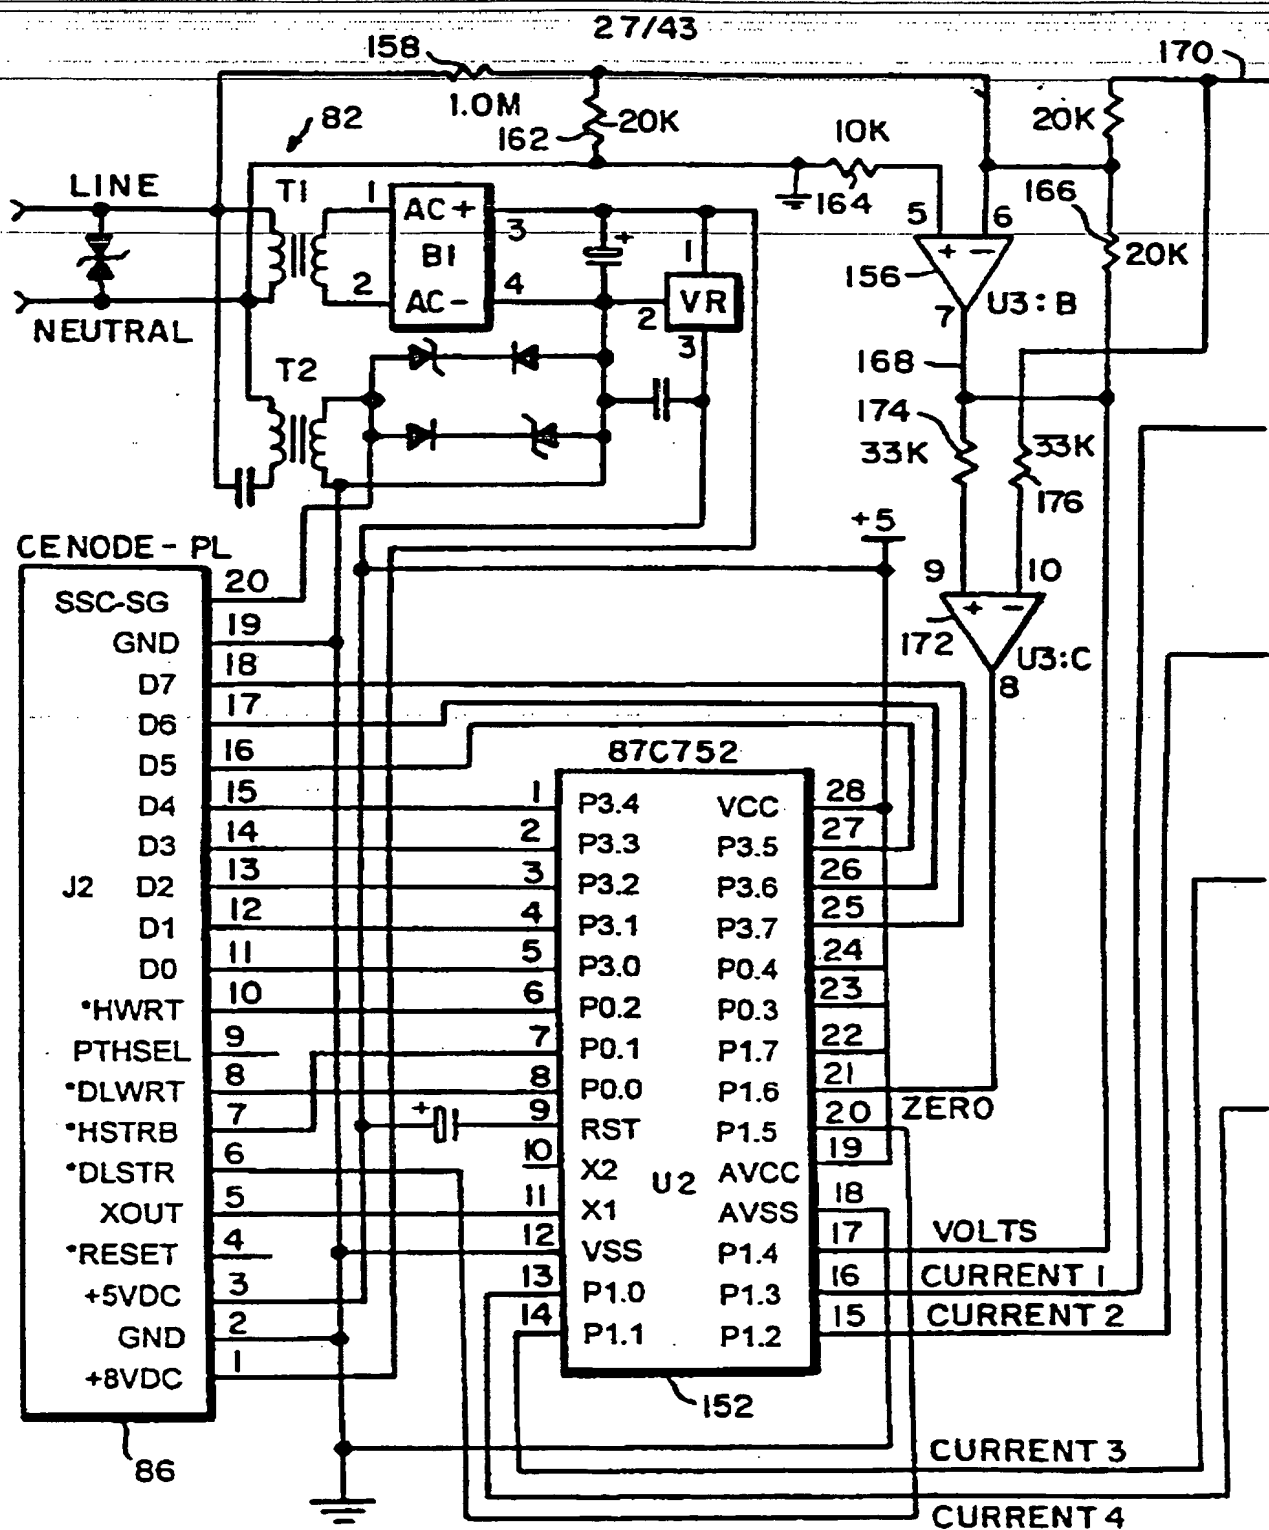 27/43
158
170
1.0M
162
20K
10K
20K
82
LINE
T1
1
AC+
3
164
166
5
6
+
1
+ -
20K
B1
156
2
AC-
4
VR
2
U3:B
7
NEUTRAL
3
T2
168
174
33K
33K
176
+5
CENODE-PL
9
10
SSC-SG 20
+ -
172
U3:C
GND 19
8
D7 18
D6 17
D5 16
87C752
D4 15
1 P3.4 VCC 28
D3 14
2 P3.3 P3.5 27
J2 D2 13
3 P3.2 P3.6 26
D1 12
4 P3.1 P3.7 25
D0 11
5 P3.0 P0.4 24
*HWRT 10
6 P0.2 P0.3 23
PTHSEL 9
7 P0.1 P1.7 22
*DLWRT 8
8 P0.0 P1.6 21
ZERO
*HSTRB 7
+
9 RST P1.5 20
*DLSTR 6
10 X2 U2 AVCC 19
XOUT 5
11 X1 AVSS 18
*RESET 4
12 VSS P1.4 17 VOLTS
+5VDC 3
13 P1.0 P1.3 16 CURRENT 1
GND 2
14 P1.1 P1.2 15 CURRENT 2
+8VDC 1
152
86
CURRENT 3
CURRENT 4